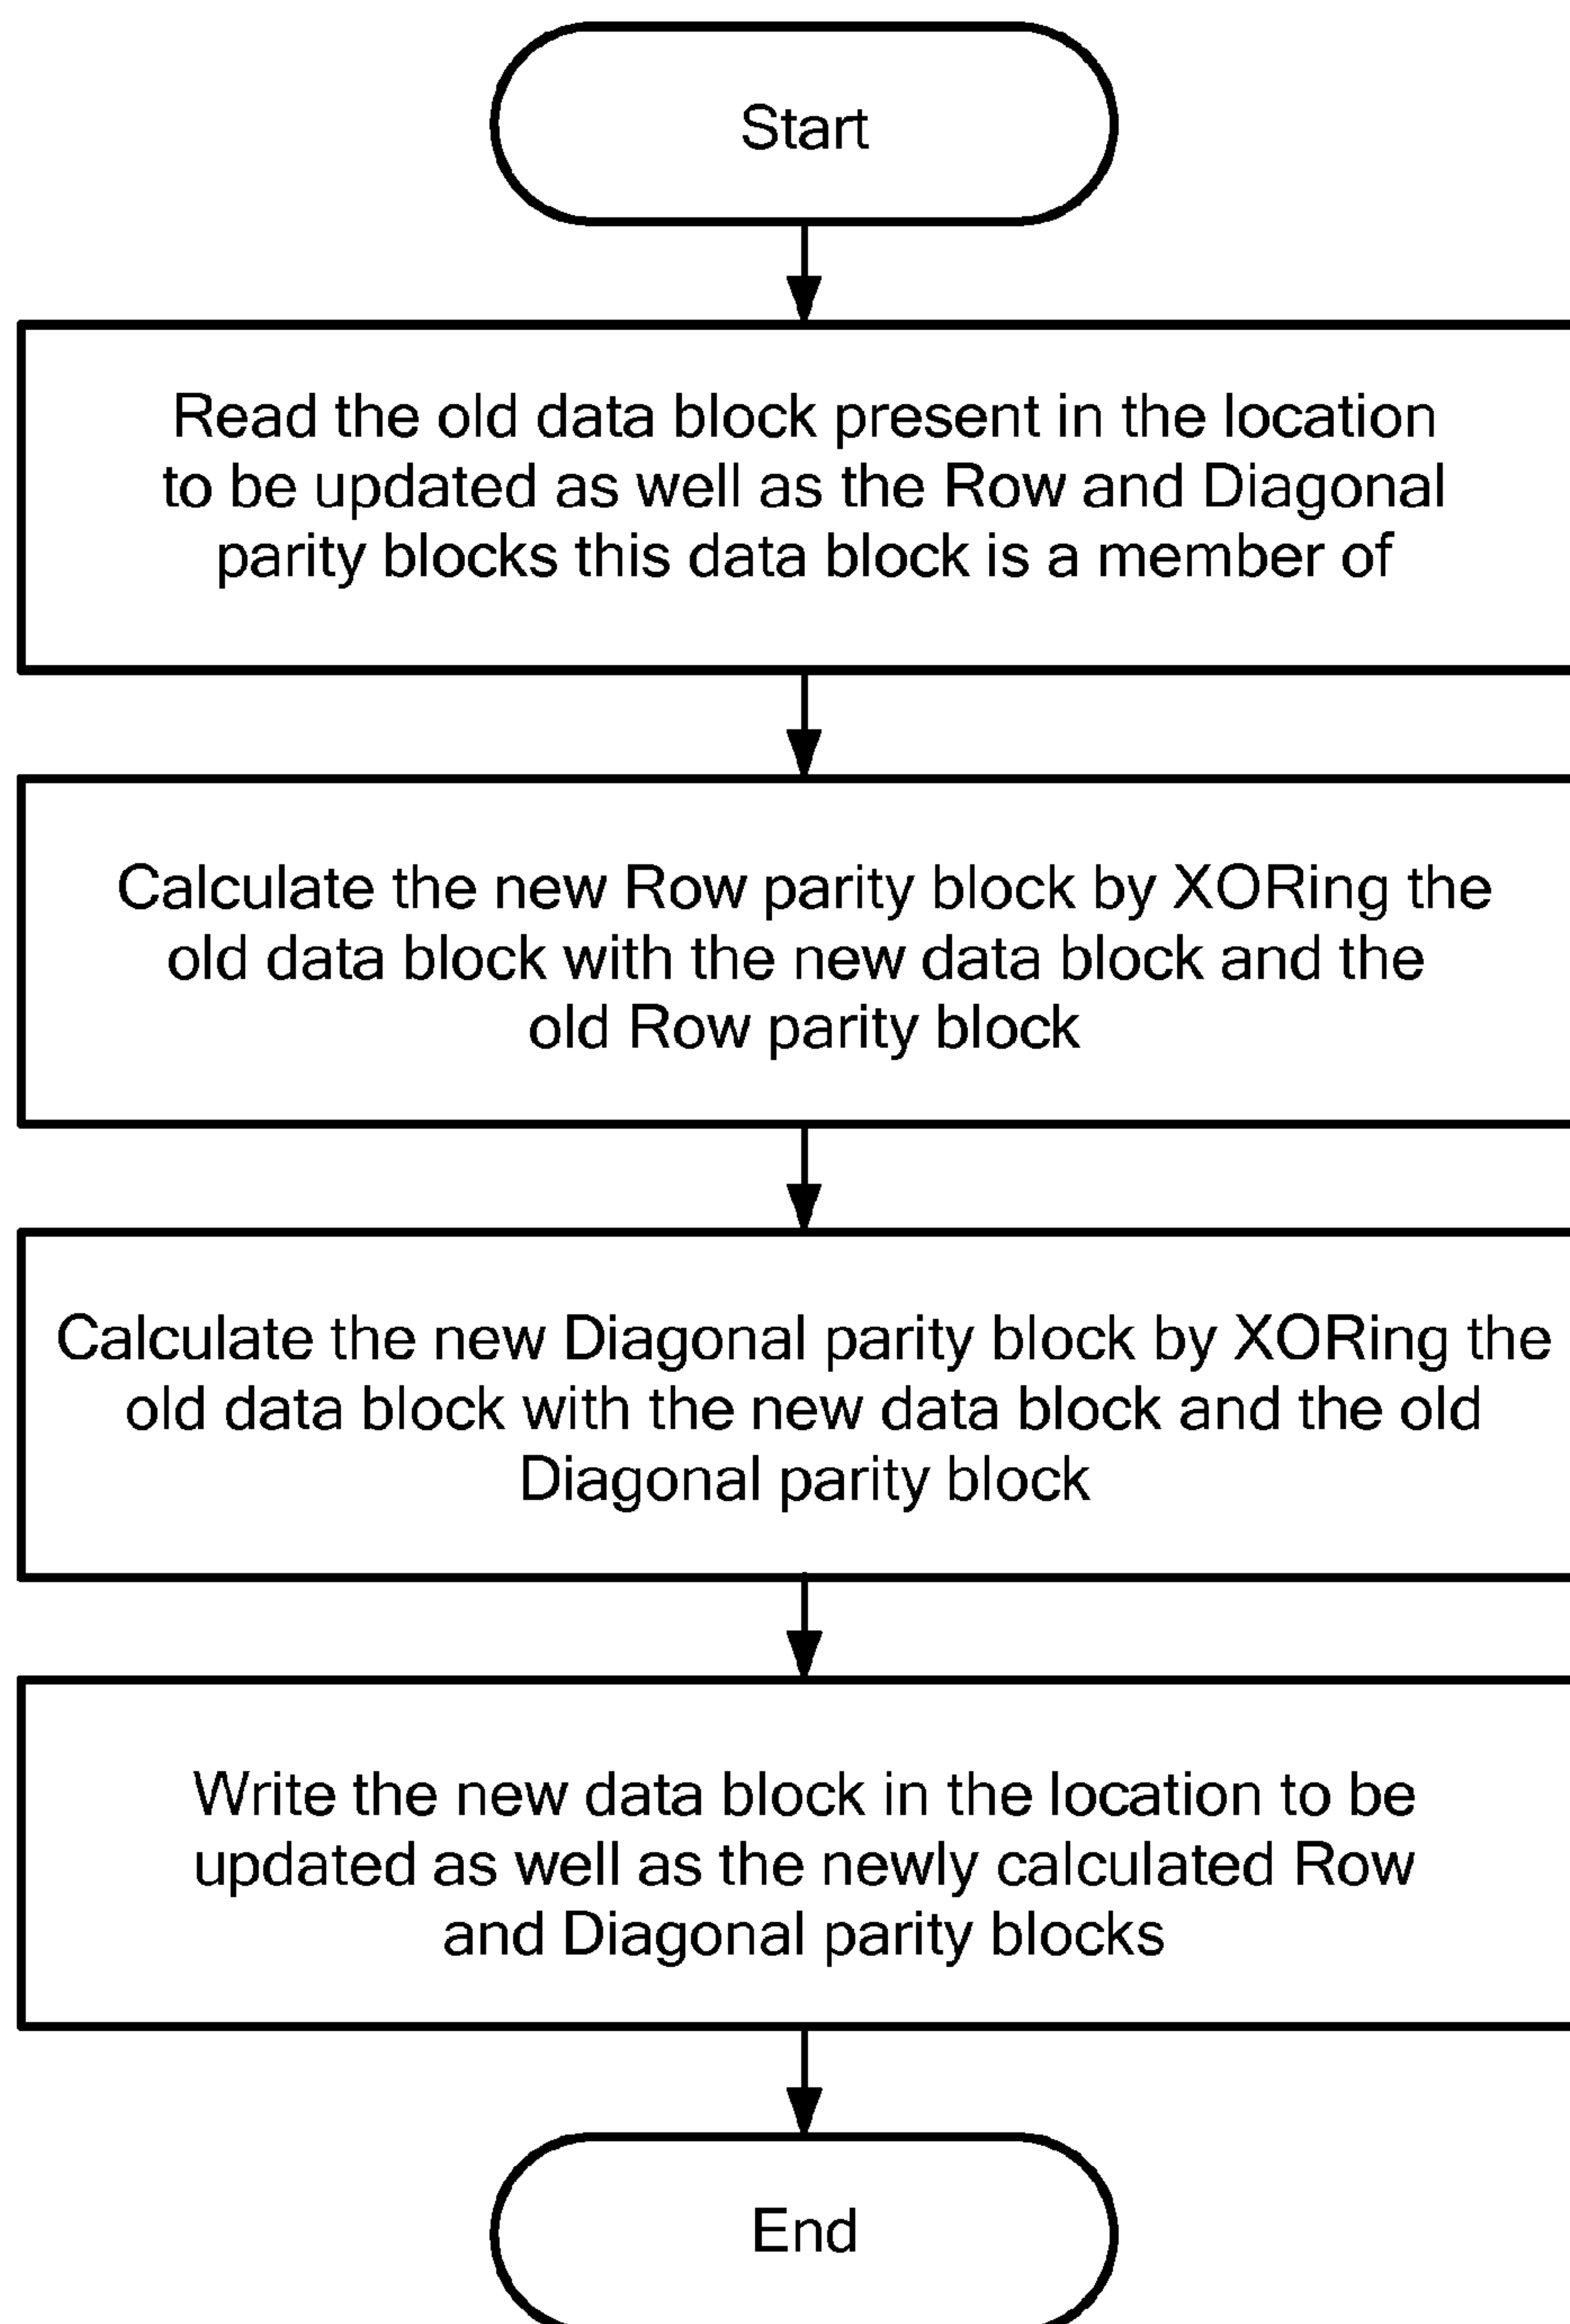 Start
Read the old data block present in the location
to be updated as well as the Row and Diagonal
parity blocks this data block is a member of
Calculate the new Row parity block by XORing the
old data block with the new data block and the
old Row parity block
Calculate the new Diagonal parity block by XORing the
old data block with the new data block and the old
Diagonal parity block
Write the new data block in the location to be
updated as well as the newly calculated Row
and Diagonal parity blocks
End